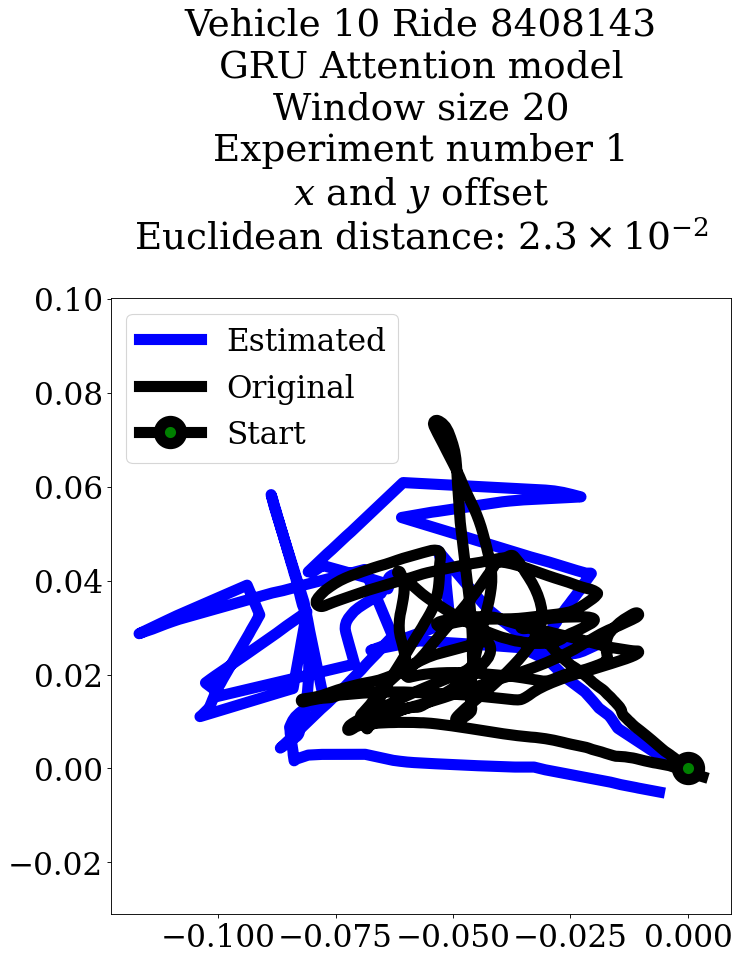 Vehicle 10 Ride 8408143
GRU Attention model
Window size 20
Experiment number 1
x and y offset
Euclidean distance: 2.3 × 10⁻²
Estimated
Original
Start
0.10
0.08
0.06
0.04
0.02
0.00
−0.02
−0.100 −0.075 −0.050 −0.025 0.000